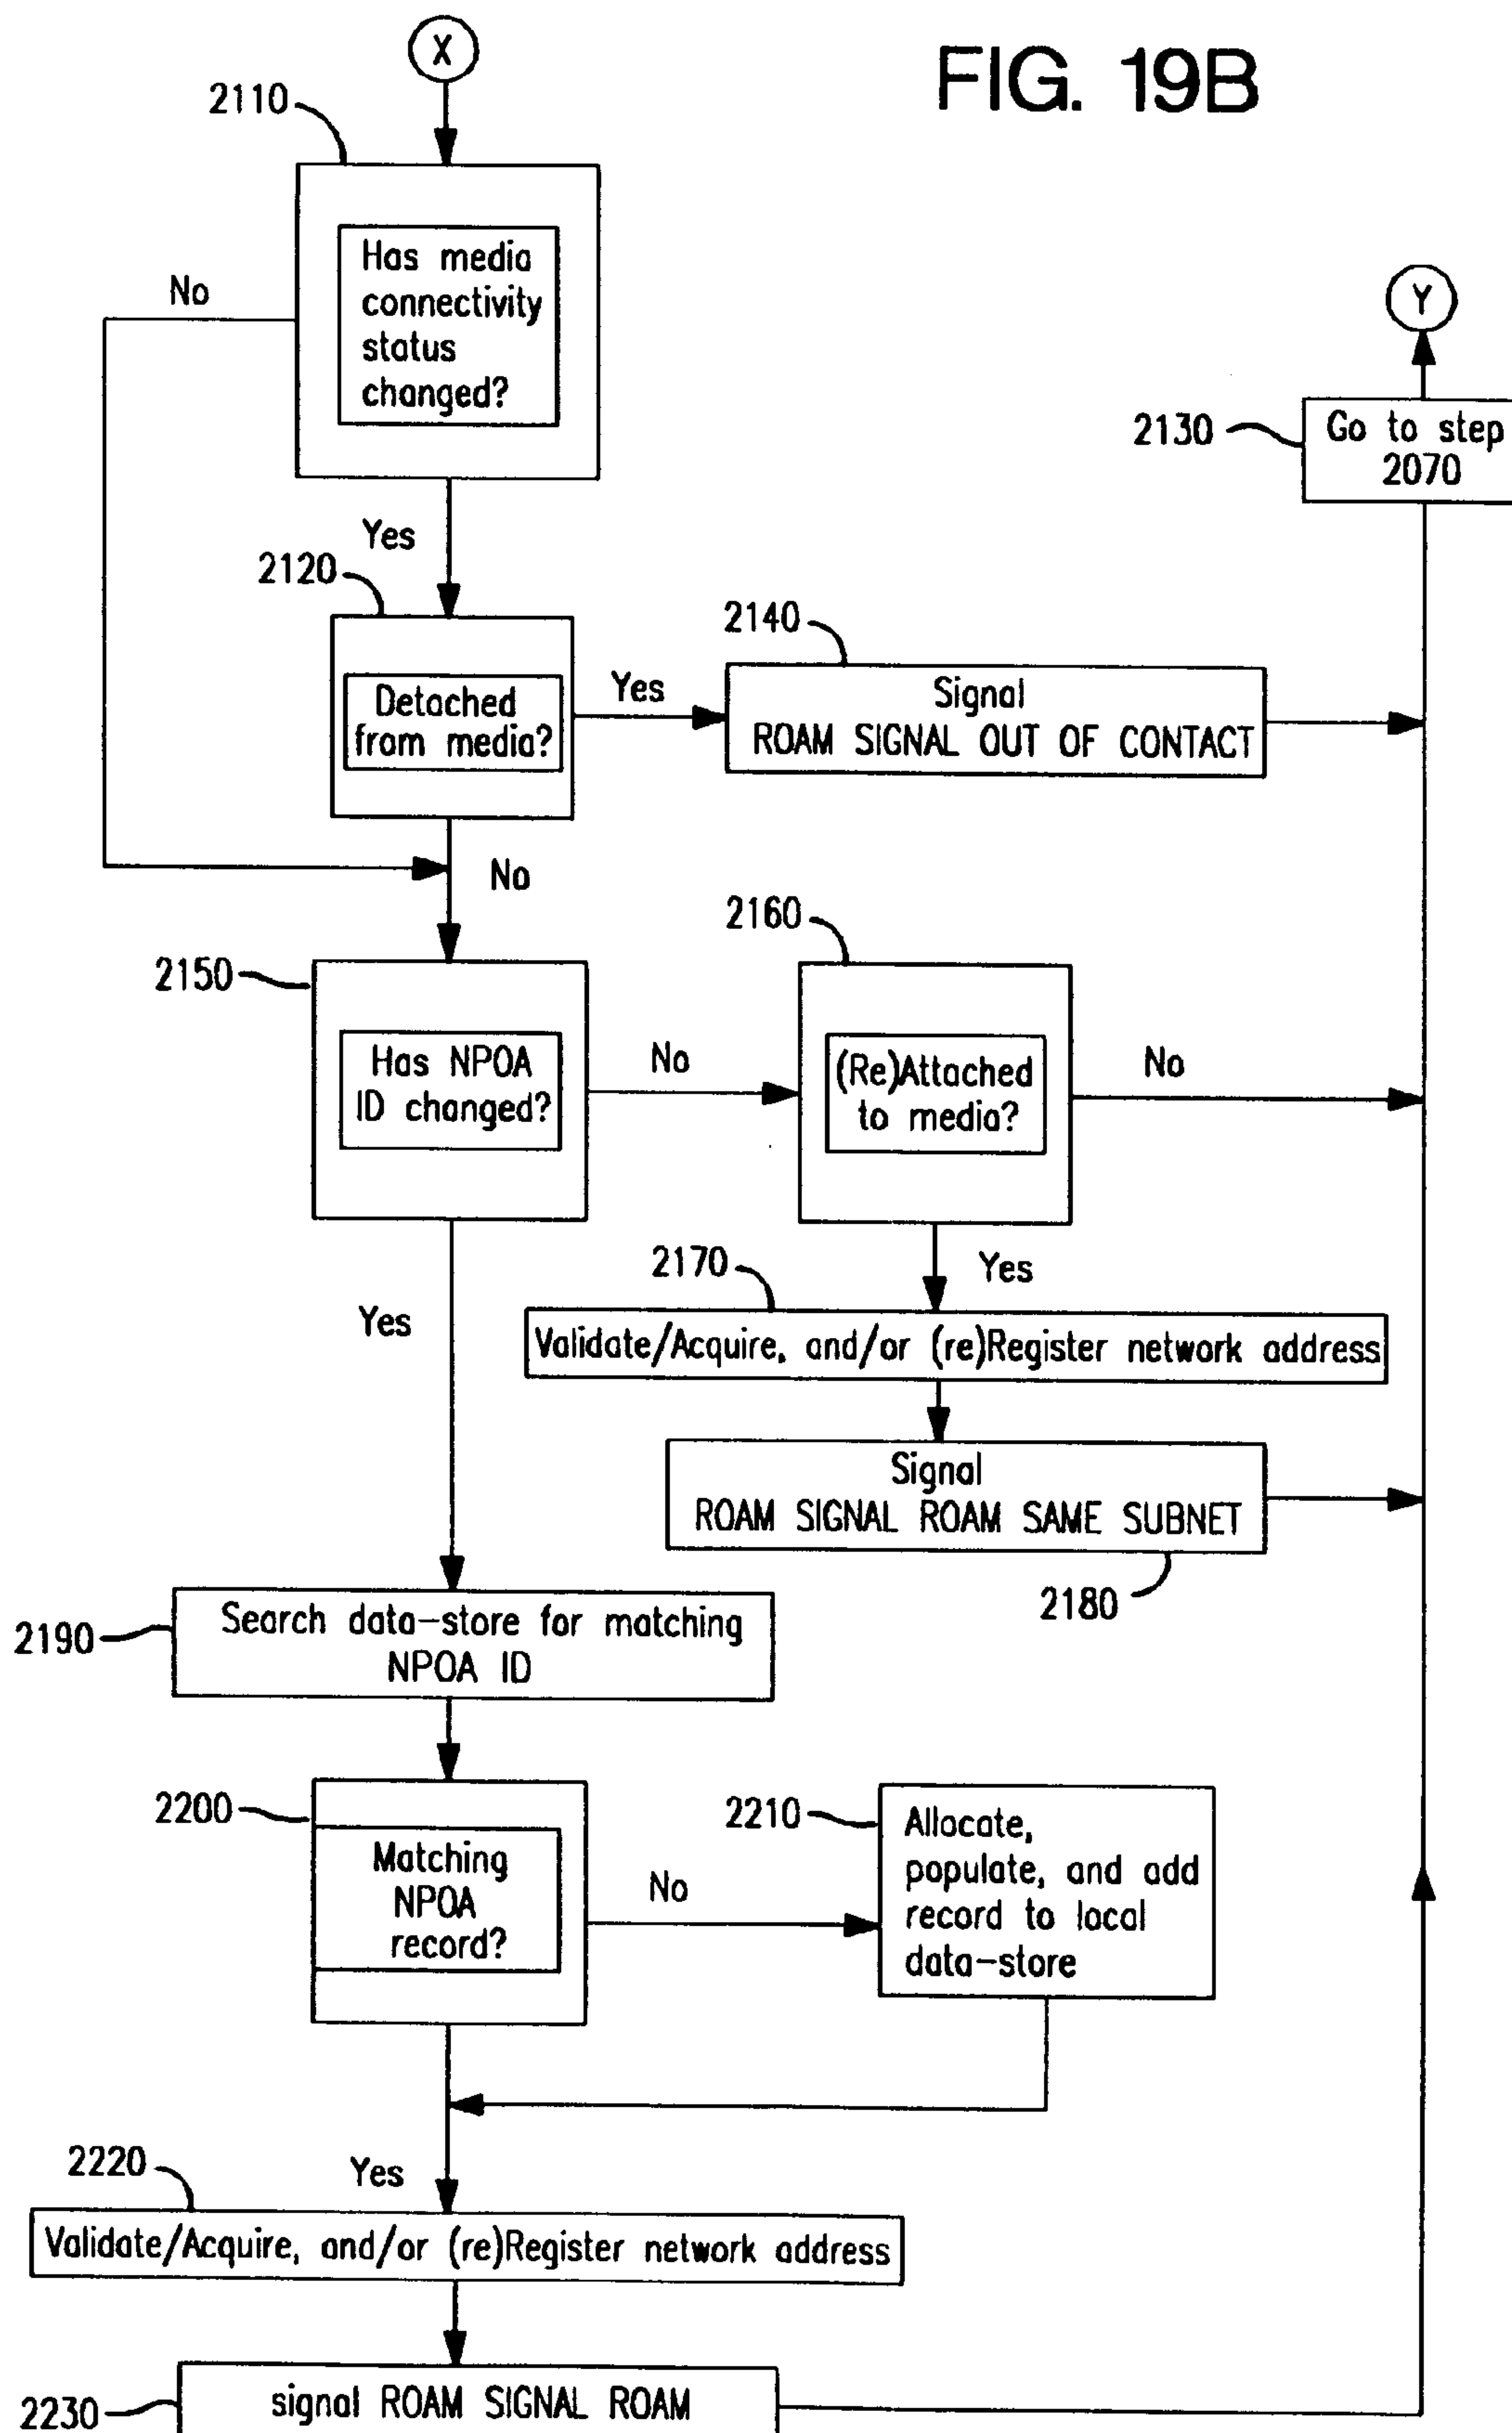 X
FIG. 19B
2110
Has media
connectivity
status
changed?
No
Y
2130
Go to step
2070
Yes
2120
Detached
from media?
Yes
2140
Signal
ROAM SIGNAL OUT OF CONTACT
No
2150
Has NPOA
ID changed?
No
2160
(Re)Attached
to media?
No
Yes
2170
Yes
Validate/Acquire, and/or (re)Register network address
Signal
ROAM SIGNAL ROAM SAME SUBNET
2180
2190
Search data-store for matching
NPOA ID
2200
Matching
NPOA
record?
No
2210
Allocate,
populate, and add
record to local
data-store
2220
Yes
Validate/Acquire, and/or (re)Register network address
2230
signal ROAM SIGNAL ROAM